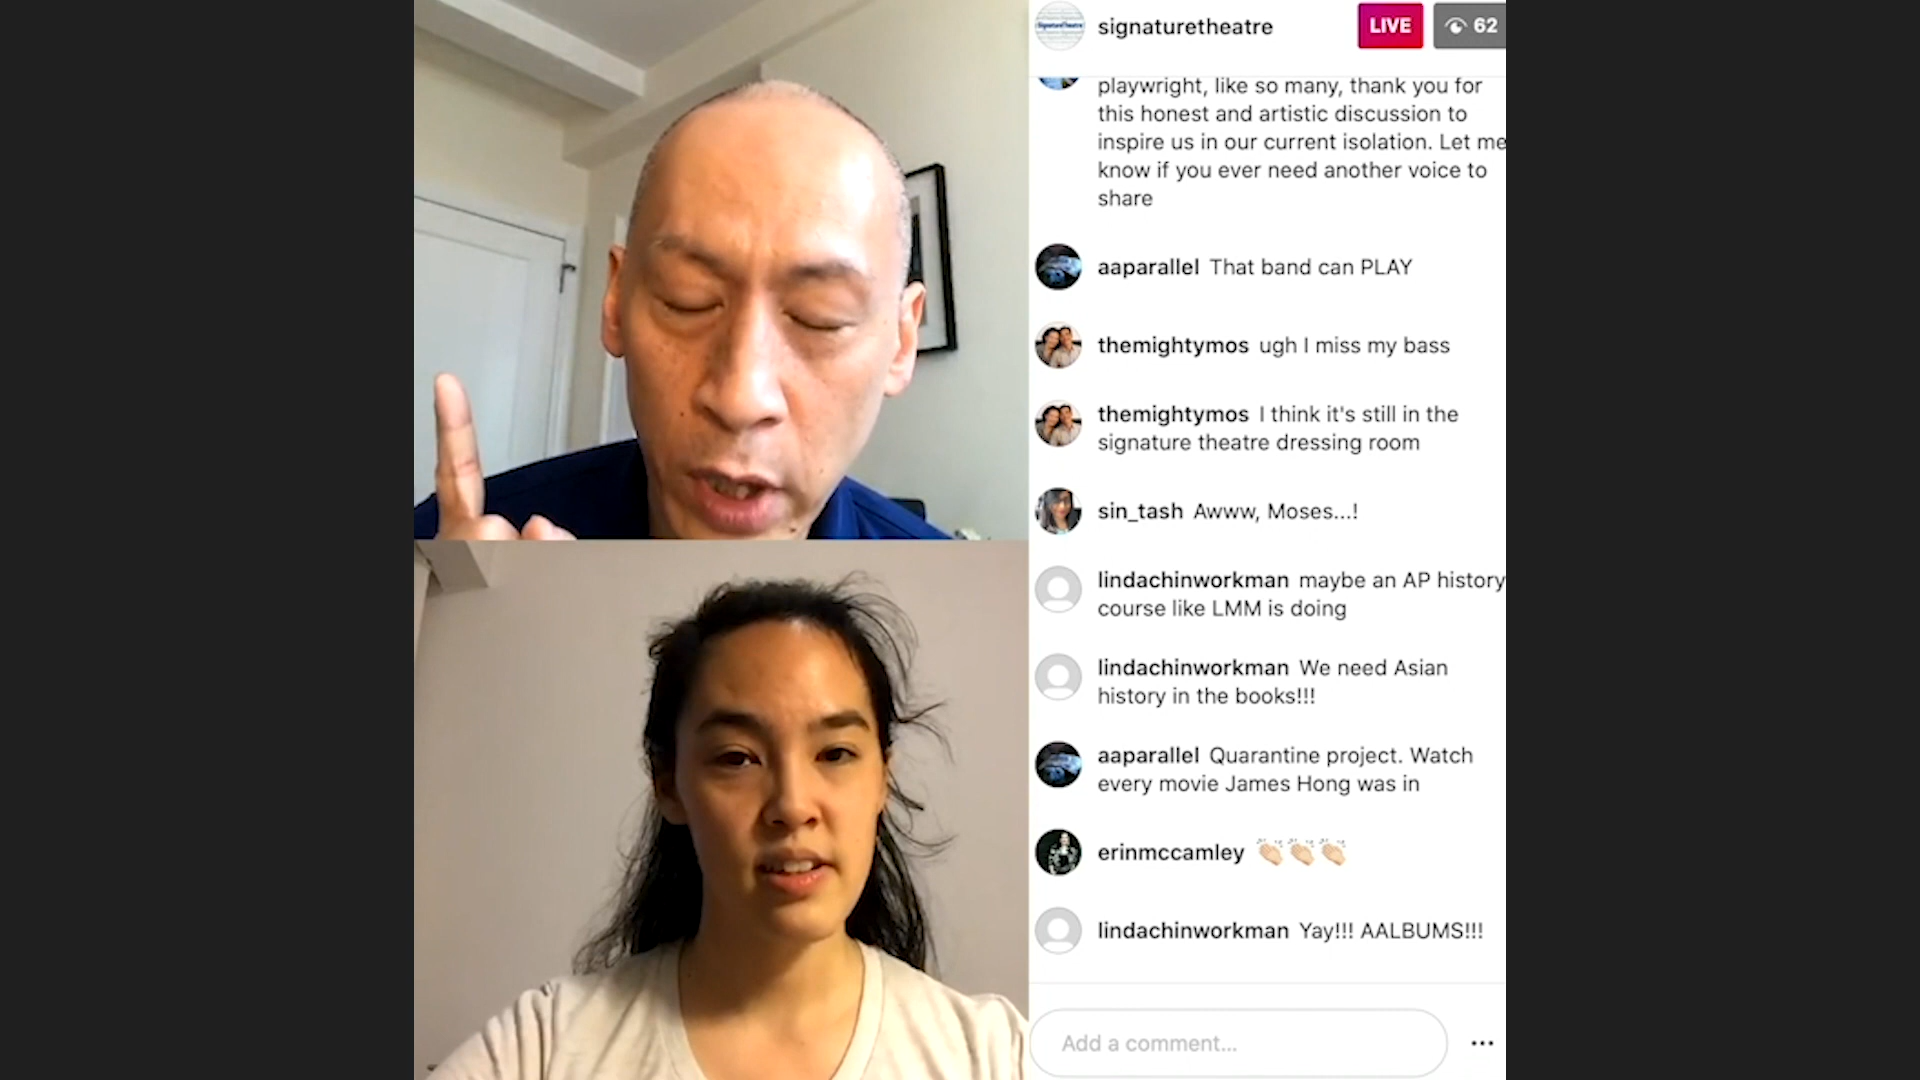 SignatureTheatre
signaturetheatre
LIVE
62
playwright, like so many, thank you for
this honest and artistic discussion to
inspire us in our current isolation. Let me
know if you ever need another voice to
share
aaparallel That band can PLAY
themightymos ugh I miss my bass
themightymos I think it's still in the
signature theatre dressing room
sin_tash Awww, Moses...!
lindachinworkman maybe an AP history
course like LMM is doing
lindachinworkman We need Asian
history in the books!!!
aaparallel Quarantine project. Watch
every movie James Hong was in
erinmccamley 👏🏻👏🏻👏🏻
lindachinworkman Yay!!! AALBUMS!!!
Add a comment...